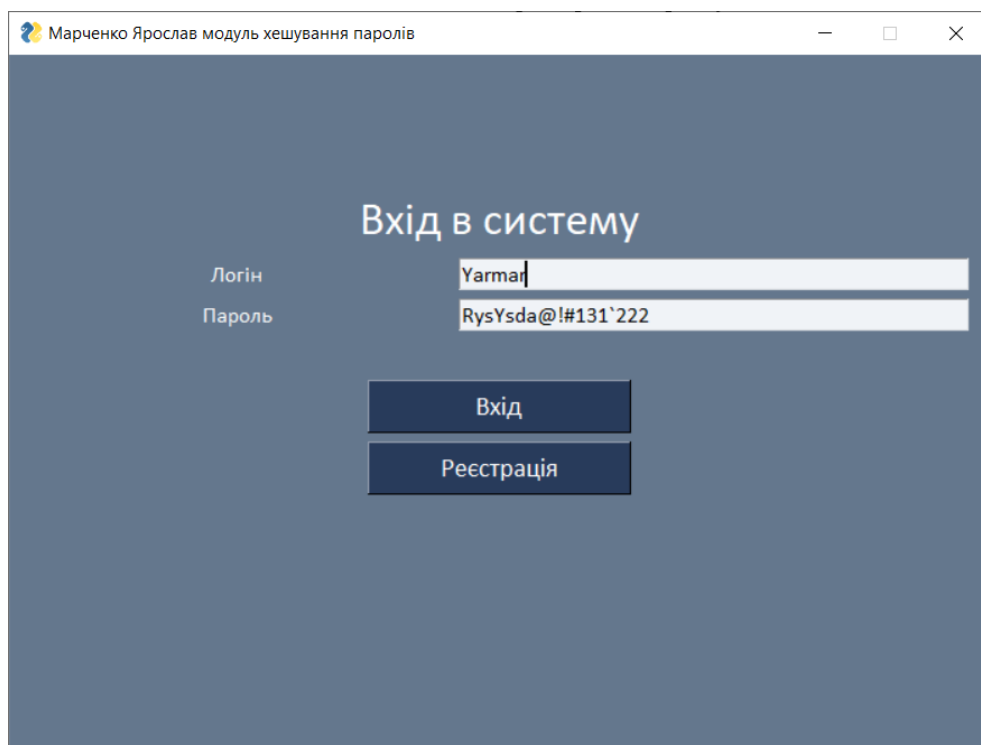 Марченко Ярослав модуль хешування паролів
Вхід в систему
Логін Yarmar
Пароль RysYsda@!#131`222
Вхід
Реєстрація